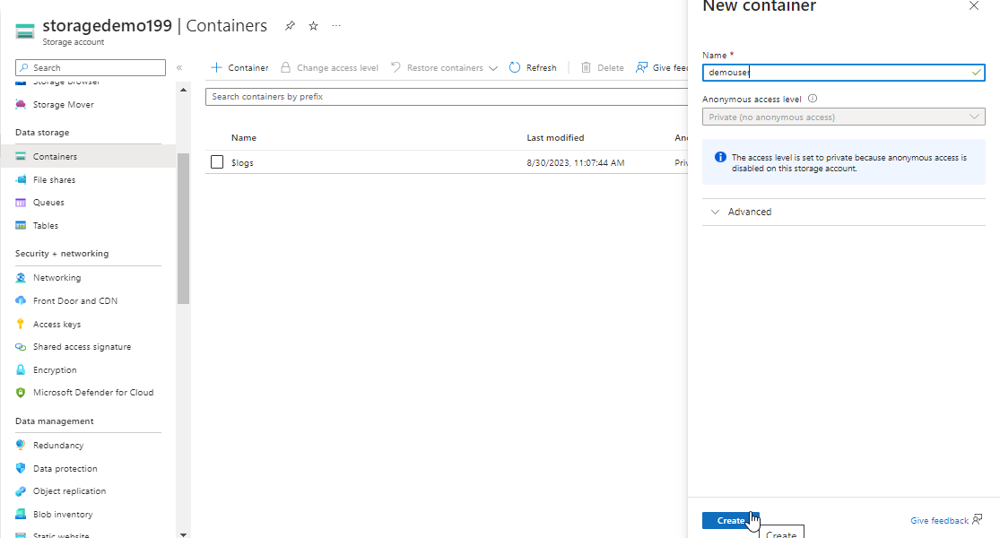 storagedemo199 | Containers
Storage account
Search
Storage browser
Storage Mover
Data storage
Containers
File shares
Queues
Tables
Security + networking
Networking
Front Door and CDN
Access keys
Shared access signature
Encryption
Microsoft Defender for Cloud
Data management
Redundancy
Data protection
Object replication
Blob inventory
Static website
Container
Change access level
Restore containers
Refresh
Delete
Give feed
Search containers by prefix
Name
Last modified
Ano
$logs
8/30/2023, 11:07:44 AM
Priv
New container
Name *
demouser
Anonymous access level
Private (no anonymous access)
The access level is set to private because anonymous access is
disabled on this storage account.
Advanced
Create
Create
Give feedback